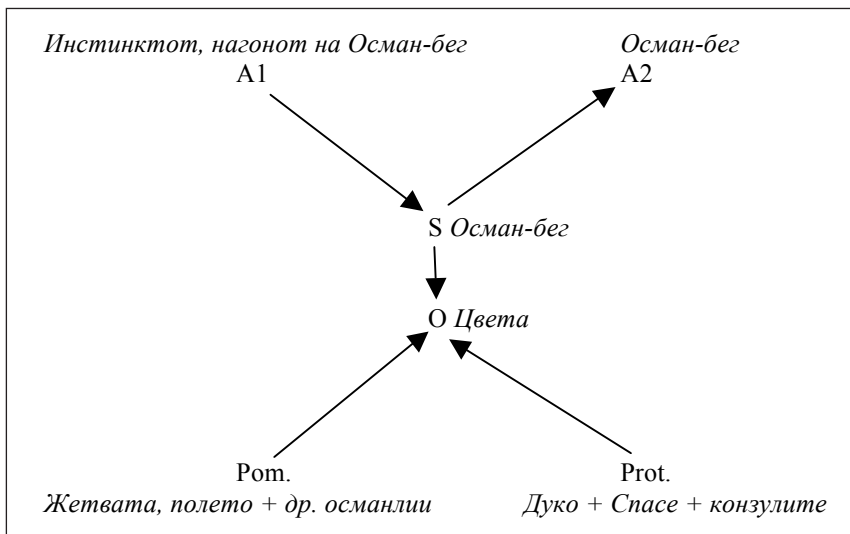 Инстинктот, нагонот на Осман-бег Осман-бег
A1 A2
S Осман-бег
O Цвета
Pom. Prot.
Жетвата, полето + др. османлии Дуко + Спасе + конзулите